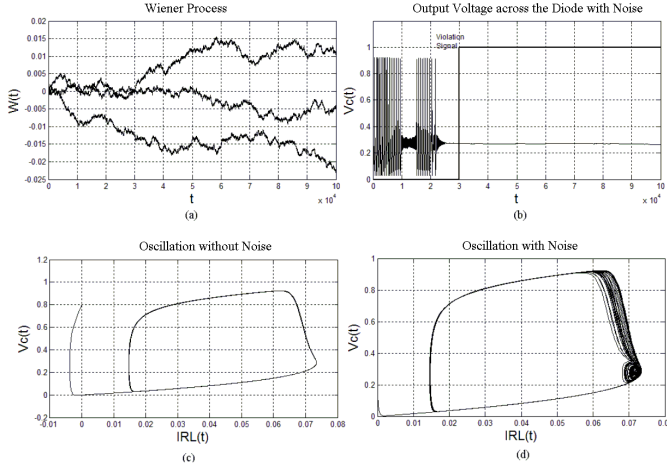 Wiener Process
0.02
0.015
0.01
0.005
0
-0.005
-0.01
-0.015
-0.02
-0.025
W(t)
0 1 2 3 4 5 6 7 8 9 10
t
x 10⁴
(a)
Output Voltage across the Diode with Noise
Violation
Signal
1
0.8
0.6
0.4
0.2
0
Vc(t)
0 1 2 3 4 5 6 7 8 9 10
t
x 10⁴
(b)
Oscillation without Noise
1.2
1
0.8
0.6
0.4
0.2
0
-0.2
Vc(t)
-0.01 0 0.01 0.02 0.03 0.04 0.05 0.06 0.07 0.08
IRL(t)
(c)
Oscillation with Noise
1
0.8
0.6
0.4
0.2
0
Vc(t)
0 0.01 0.02 0.03 0.04 0.05 0.06 0.07 0.0
IRL(t)
(d)